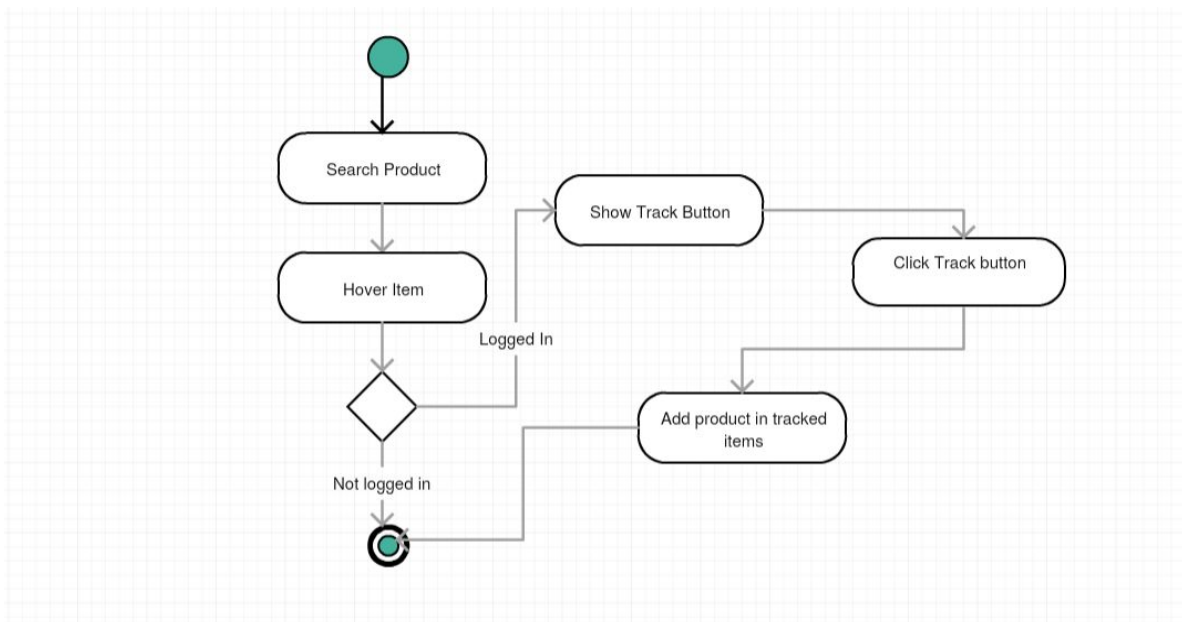 Search Product
Hover Item
Logged In
Not logged in
Show Track Button
Click Track button
Add product in tracked
items